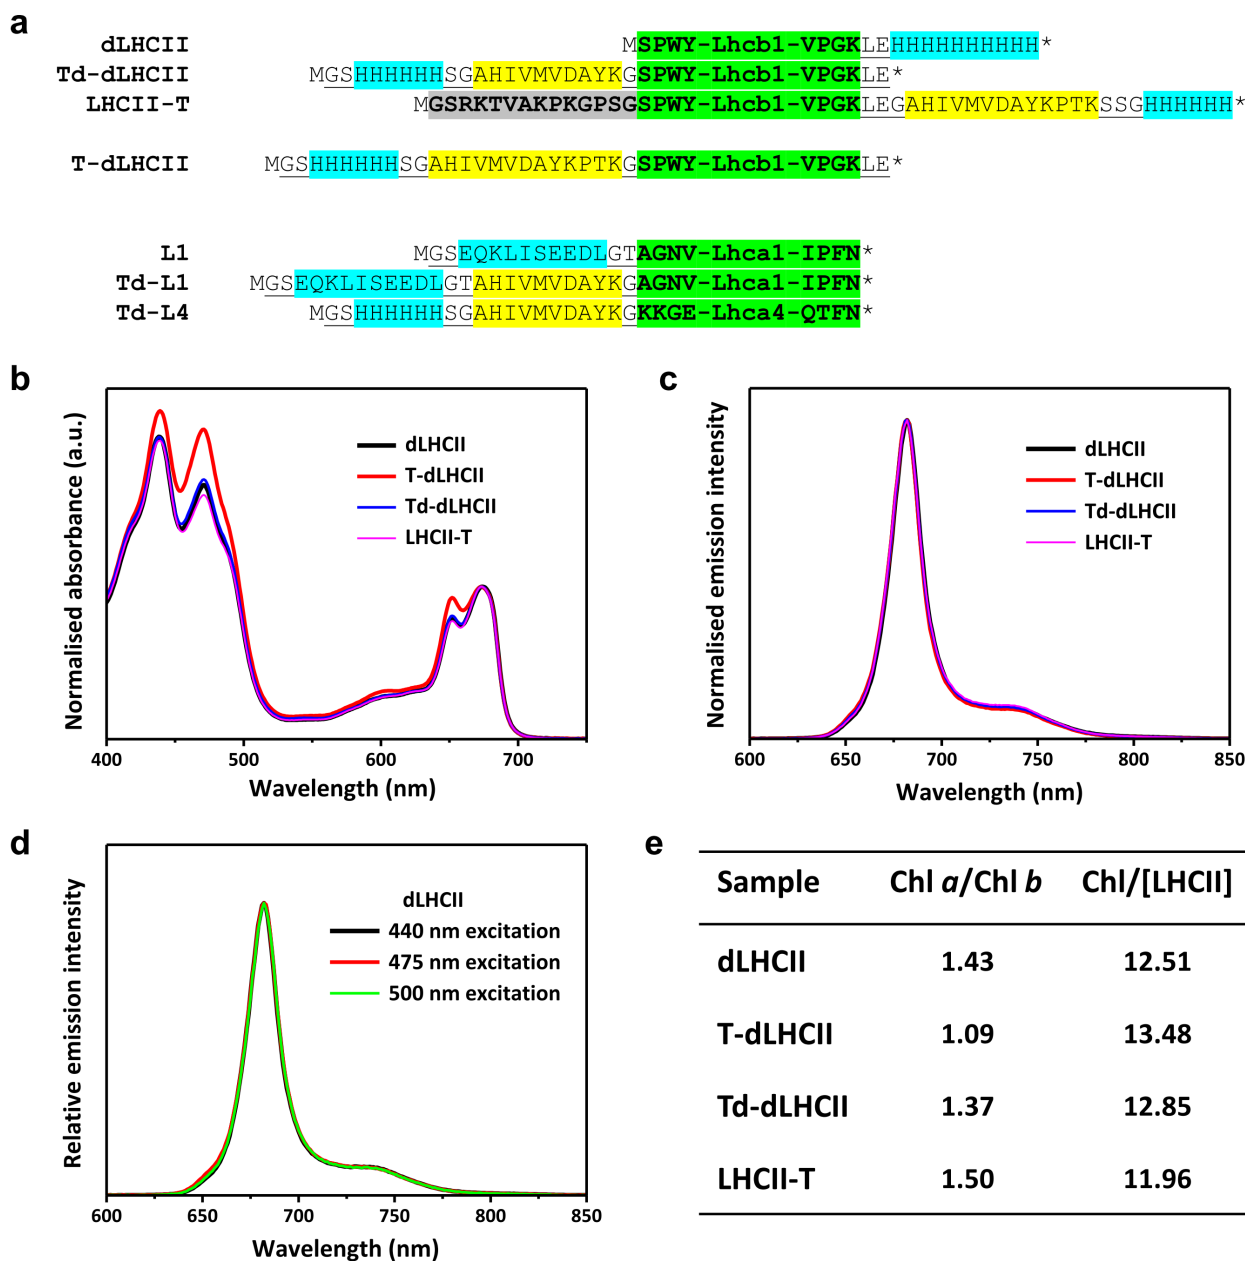 a
dLHCII MSPWY-Lhcb1-VPGKLEHHHHHHHHHH*
Td-dLHCII MGSHHHHHHSGAHIVMVDAYKGSPWY-Lhcb1-VPGKLE*
LHCII-T MGSRKTVAKPKGPSGSPWY-Lhcb1-VPGKLEGAHIVMVDAYKPTKSSGHHHHHH*
T-dLHCII MGSHHHHHHSGAHIVMVDAYKPTKGSPWY-Lhcb1-VPGKLE*
L1 MGSEQKLISEEDLGTAGNV-Lhca1-IPFN*
Td-L1 MGSEQKLISEEDLGTAHIVMVDAYKGAGNV-Lhca1-IPFN*
Td-L4 MGSHHHHHHSGAHIVMVDAYKGKKGE-Lhca4-QTFN*
b
Normalised absorbance (a.u.)
dLHCII
T-dLHCII
Td-dLHCII
LHCII-T
400 500 600 700
Wavelength (nm)
c
Normalised emission intensity
dLHCII
T-dLHCII
Td-dLHCII
LHCII-T
600 650 700 750 800 850
Wavelength (nm)
d
Relative emission intensity
dLHCII
440 nm excitation
475 nm excitation
500 nm excitation
600 650 700 750 800 850
Wavelength (nm)
e
Sample Chl a/Chl b Chl/[LHCII]
dLHCII 1.43 12.51
T-dLHCII 1.09 13.48
Td-dLHCII 1.37 12.85
LHCII-T 1.50 11.96